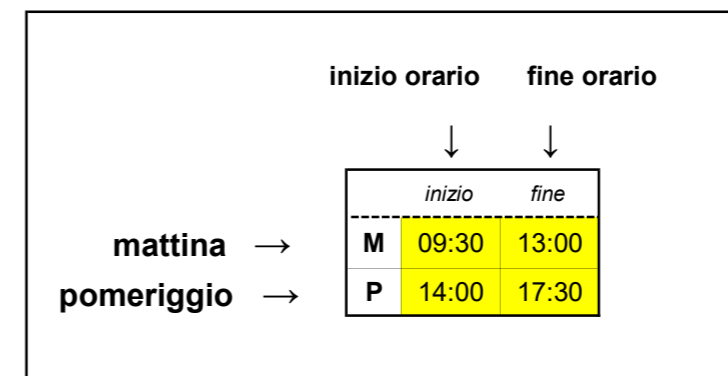 inizio orario fine orario
↓ ↓
inizio fine
mattina → M 09:30 13:00
pomeriggio → P 14:00 17:30